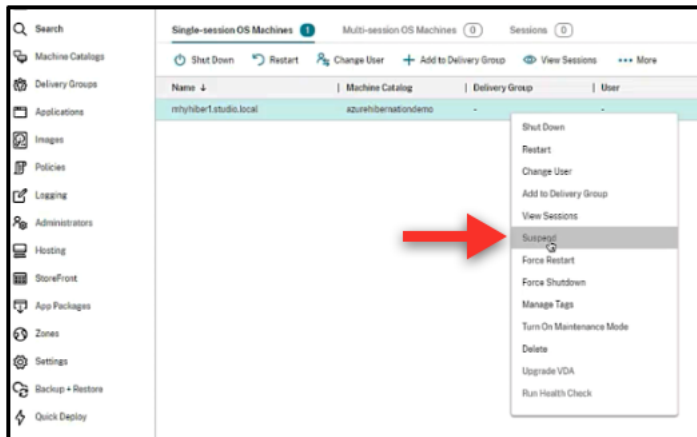 Search
Machine Catalogs
Delivery Groups
Applications
Images
Policies
Logging
Administrators
Hosting
StoreFront
App Packages
Zones
Settings
Backup + Restore
Quick Deploy
Single-session OS Machines 1 Multi-session OS Machines 0 Sessions 0
Shut Down Restart Change User Add to Delivery Group View Sessions ••• More
Name ↓ | Machine Catalog | Delivery Group | User
mhyhiber1.studio.local azurehibernationdemo - -
Shut Down
Restart
Change User
Add to Delivery Group
View Sessions
Suspend
Force Restart
Force Shutdown
Manage Tags
Turn On Maintenance Mode
Delete
Upgrade VDA
Run Health Check